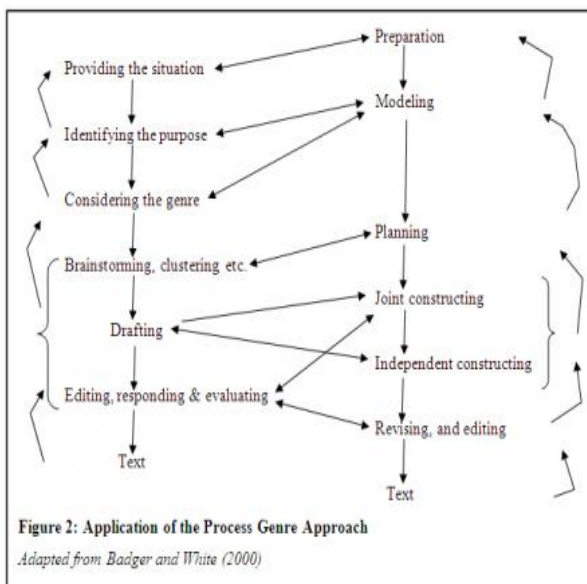 Preparation
Providing the situation
Modeling
Identifying the purpose
Considering the genre
Planning
Brainstorming, clustering etc.
Joint constructing
Drafting
Independent constructing
Editing, responding & evaluating
Revising, and editing
Text
Text
Figure 2: Application of the Process Genre Approach
Adapted from Badger and White (2000)